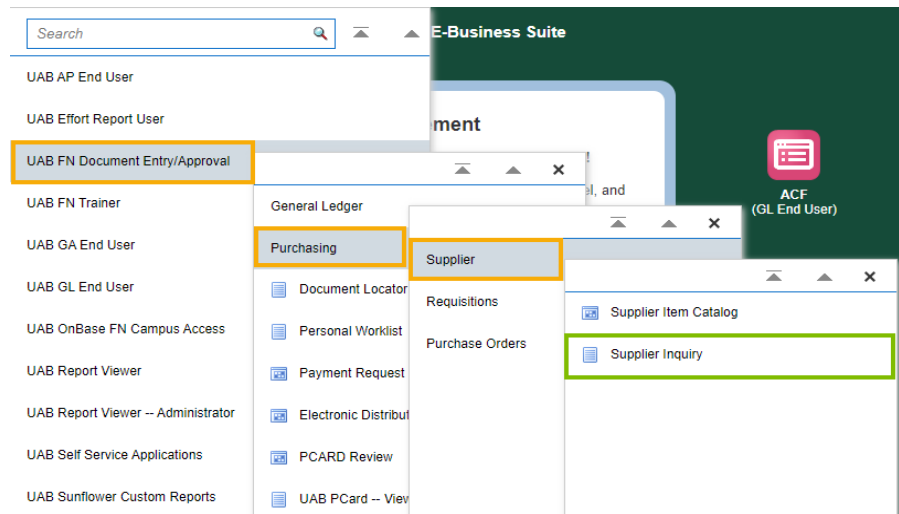 Search
E-Business Suite
UAB AP End User
UAB Effort Report User
UAB FN Document Entry/Approval
UAB FN Trainer
UAB GA End User
UAB GL End User
UAB OnBase FN Campus Access
UAB Report Viewer
UAB Report Viewer -- Administrator
UAB Self Service Applications
UAB Sunflower Custom Reports
ment
!
el, and
ACF
(GL End User)
General Ledger
Purchasing
Document Locator
Personal Worklist
Payment Request
Electronic Distribut
PCARD Review
UAB PCard -- View
Supplier
Requisitions
Purchase Orders
Supplier Item Catalog
Supplier Inquiry